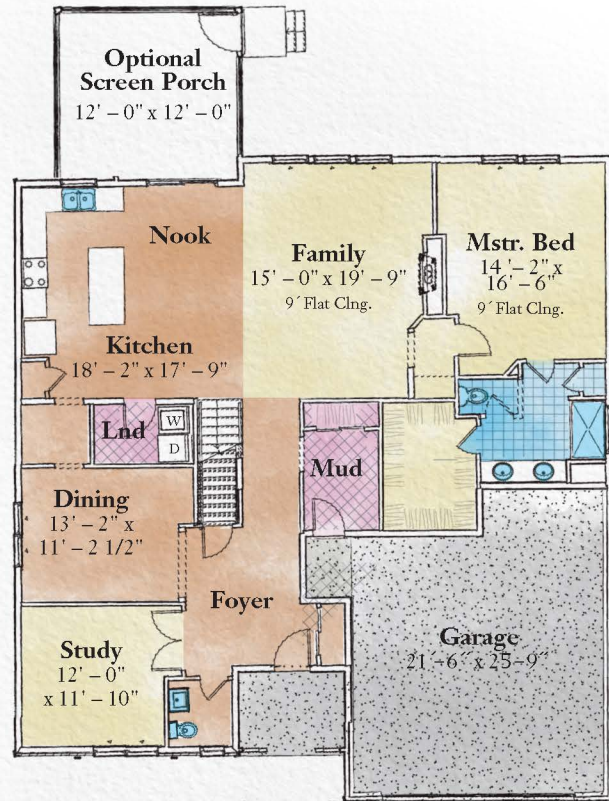 Optional
Screen Porch
12' – 0" x 12' – 0"
Nook
Family
15' – 0" x 19' – 9"
9' Flat Clng.
Mstr. Bed
14' – 2" x
16' – 6"
9' Flat Clng.
Kitchen
18' – 2" x 17' – 9"
Lnd
W
D
Mud
Dining
13' – 2" x
11' – 2 1/2"
Foyer
Study
12' – 0"
x 11' – 10"
Garage
21' –6" x 25' –9"